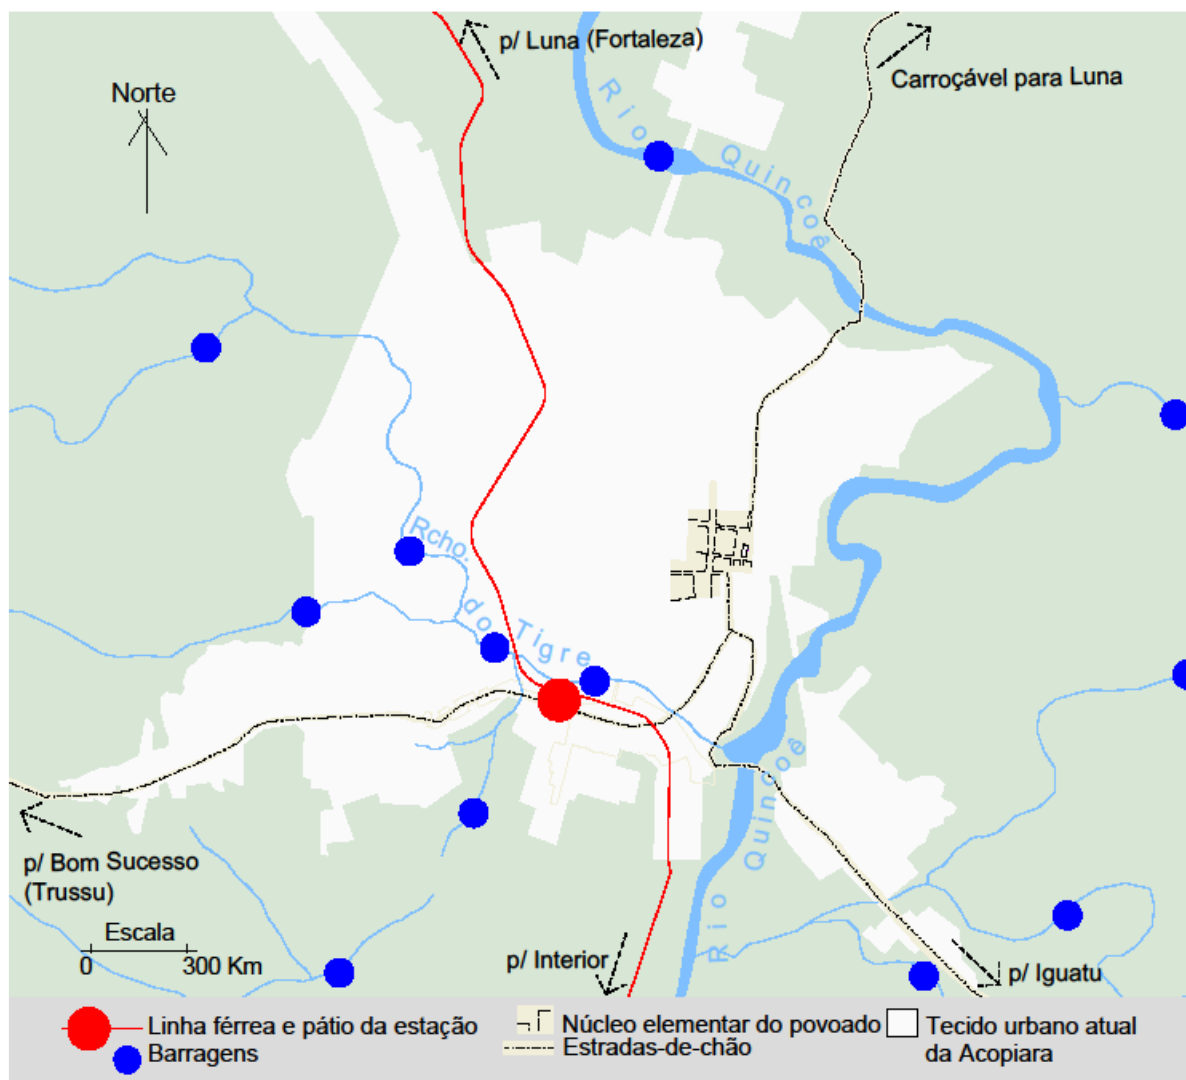 p/ Luna (Fortaleza)
Carroçável para Luna
Norte
Rio Quincoê
Rcho. do Tigre
Rio Quincoê
p/ Bom Sucesso
(Trussu)
Escala
0 300 Km
p/ Interior
p/ Iguatu
Linha férrea e pátio da estação
Barragens
Núcleo elementar do povoado
Estradas-de-chão
Tecido urbano atual
da Acopiara